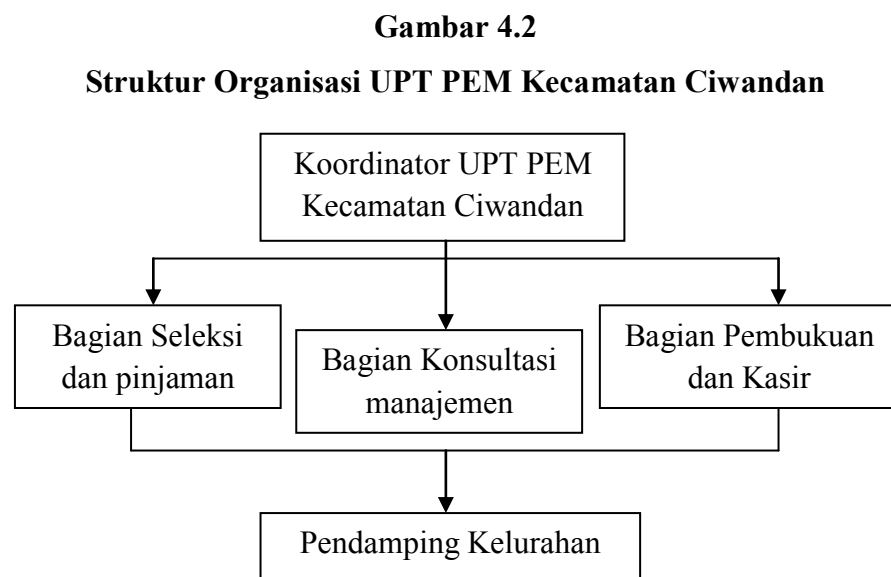 Gambar 4.2
Struktur Organisasi UPT PEM Kecamatan Ciwandan
Koordinator UPT PEM
Kecamatan Ciwandan
Bagian Seleksi
dan pinjaman
Bagian Konsultasi
manajemen
Bagian Pembukuan
dan Kasir
Pendamping Kelurahan